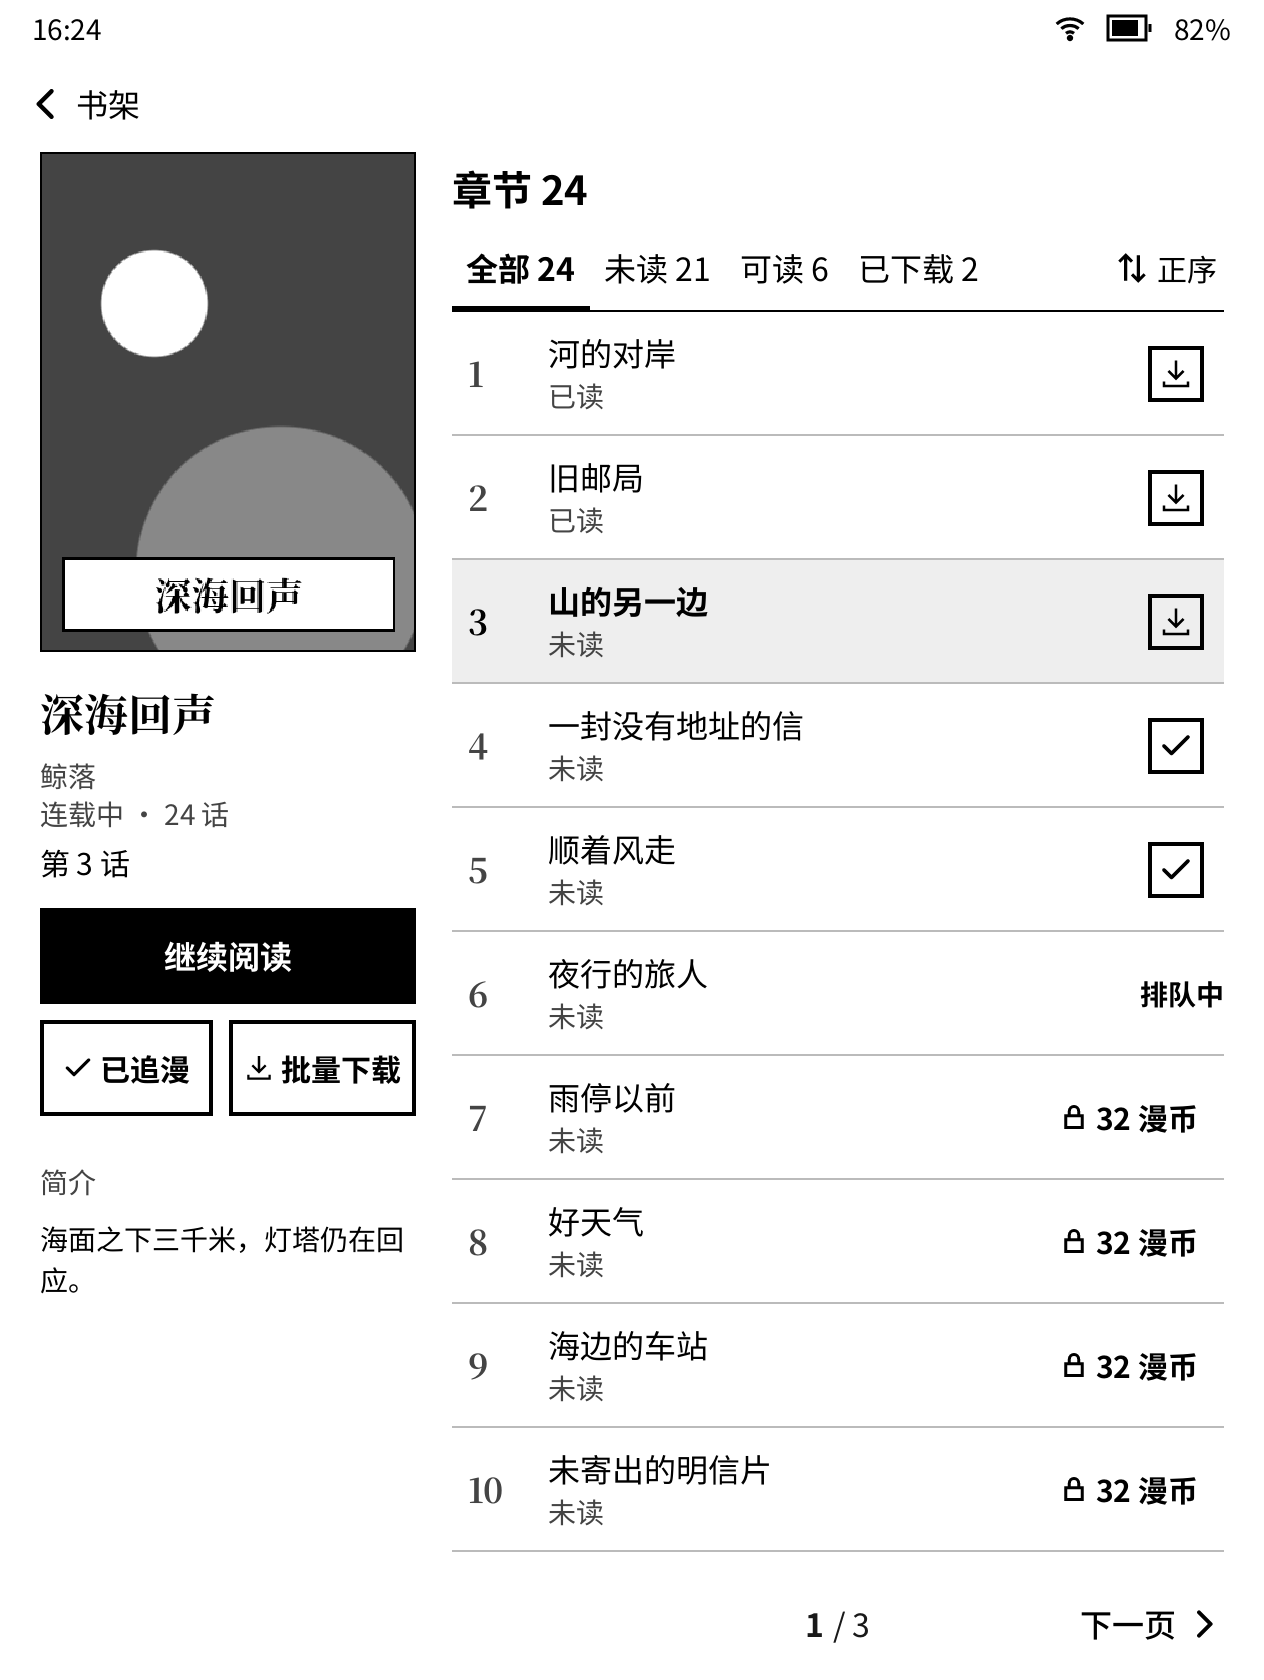 16:24
82%
书架
深海回声
深海回声
鲸落
连载中 · 24 话
第 3 话
继续阅读
已追漫
批量下载
简介
海面之下三千米，灯塔仍在回
应。
章节 24
全部 24 未读 21 可读 6 已下载 2 正序
1 河的对岸
已读
2 旧邮局
已读
3 山的另一边
未读
4 一封没有地址的信
未读
5 顺着风走
未读
6 夜行的旅人 排队中
未读
7 雨停以前 32 漫币
未读
8 好天气 32 漫币
未读
9 海边的车站 32 漫币
未读
10 未寄出的明信片 32 漫币
未读
1 / 3
下一页